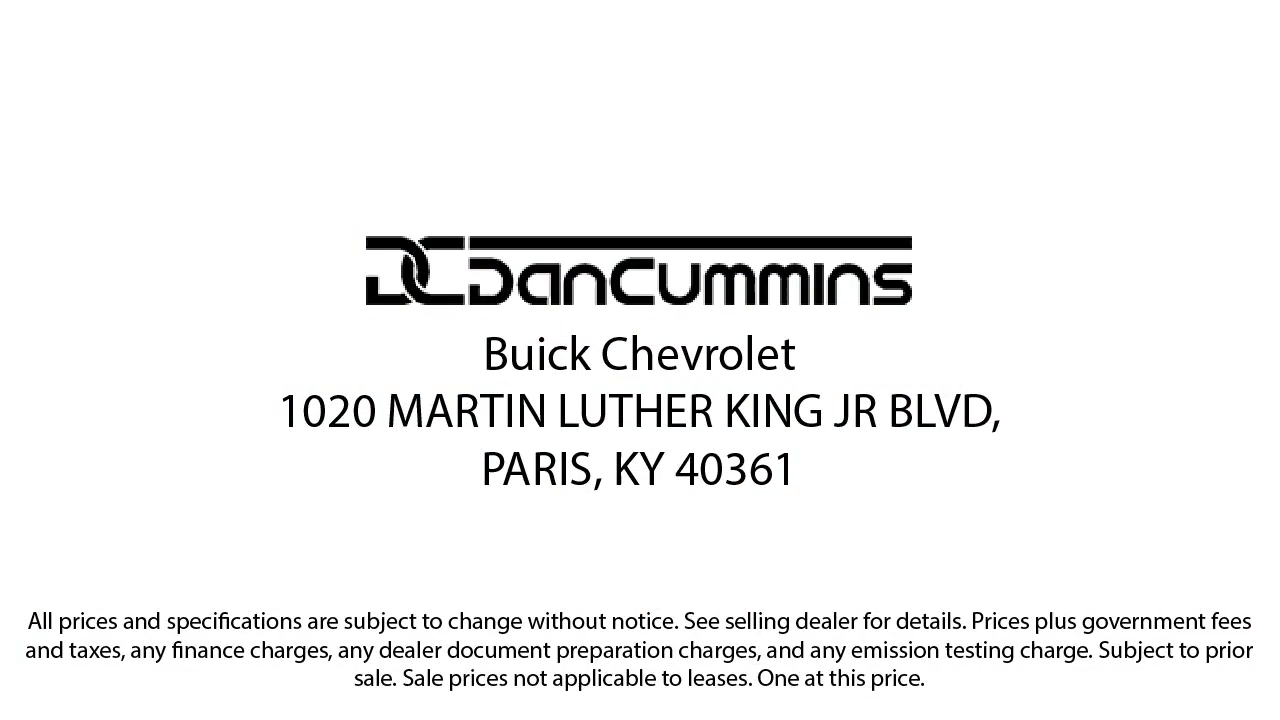 DC DanCummins
Buick Chevrolet
1020 MARTIN LUTHER KING JR BLVD,
PARIS, KY 40361
All prices and specifications are subject to change without notice. See selling dealer for details. Prices plus government fees
and taxes, any finance charges, any dealer document preparation charges, and any emission testing charge. Subject to prior
sale. Sale prices not applicable to leases. One at this price.